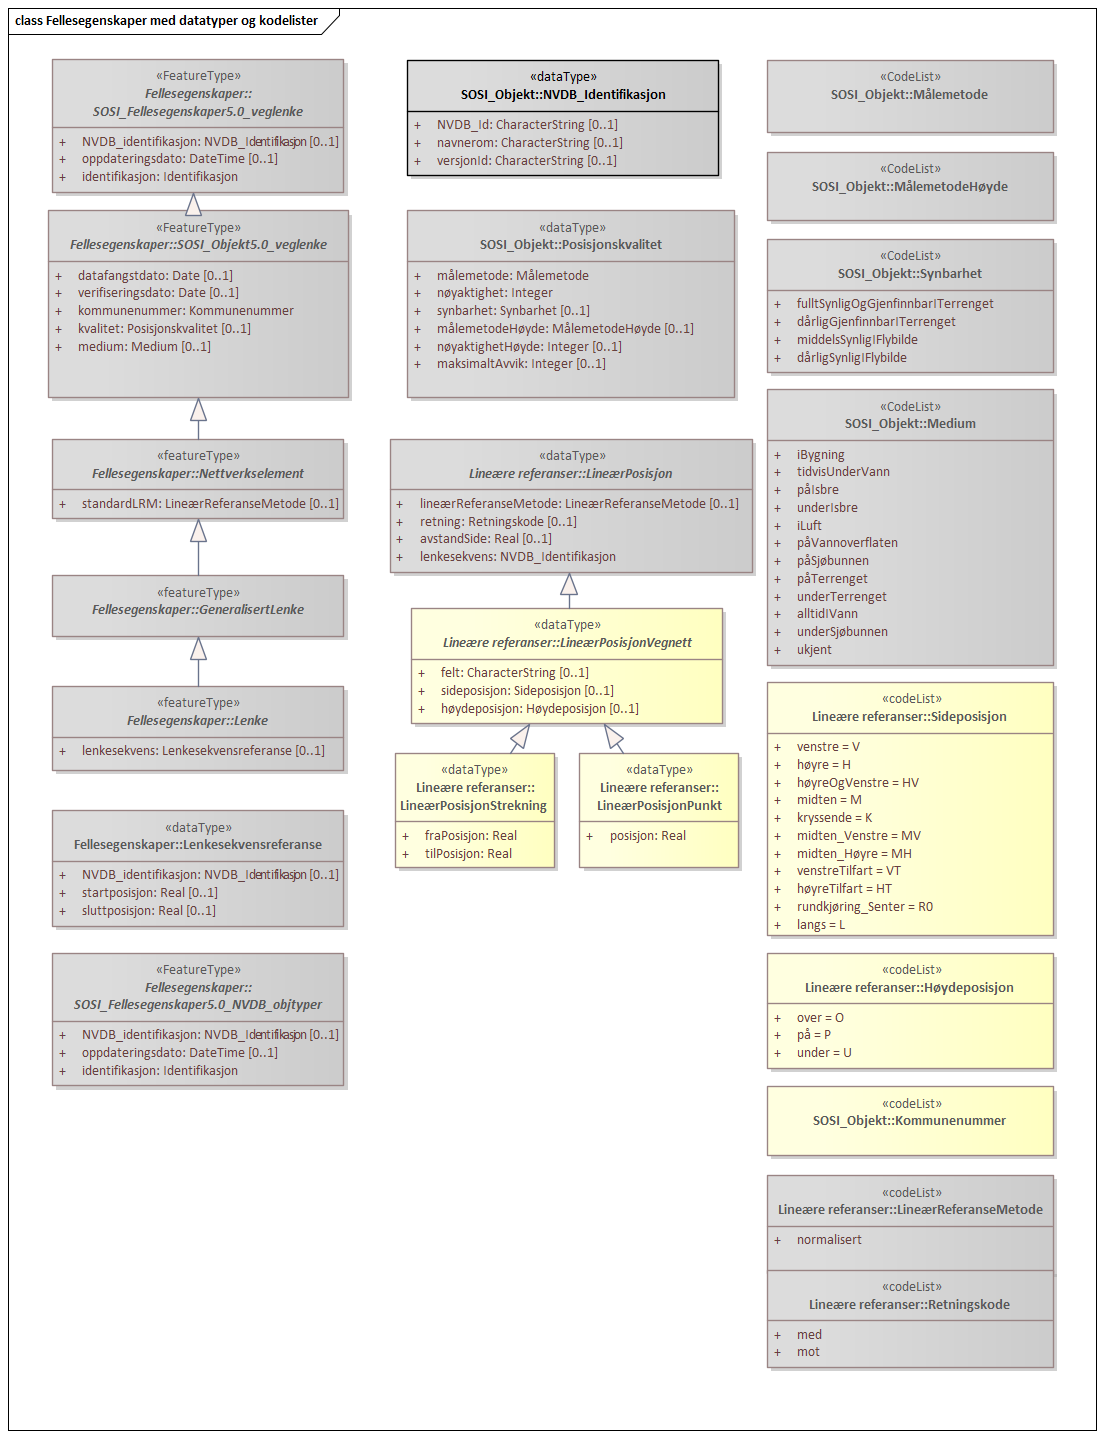 class Fellesegenskaper med datatyper og kodelister
«FeatureType»
Fellesegenskaper::
SOSI_Fellesegenskaper5.0_veglenke
+ NVDB_identifikasjon: NVDB_Identifikasjon [0..1]
+ oppdateringsdato: DateTime [0..1]
+ identifikasjon: Identifikasjon
«FeatureType»
Fellesegenskaper::SOSI_Objekt5.0_veglenke
+ datafangstdato: Date [0..1]
+ verifiseringsdato: Date [0..1]
+ kommunenummer: Kommunenummer
+ kvalitet: Posisjonskvalitet [0..1]
+ medium: Medium [0..1]
«featureType»
Fellesegenskaper::Nettverkselement
+ standardLRM: LineærReferanseMetode [0..1]
«featureType»
Fellesegenskaper::GeneralisertLenke
«featureType»
Fellesegenskaper::Lenke
+ lenkesekvens: Lenkesekvensreferanse [0..1]
«dataType»
Fellesegenskaper::Lenkesekvensreferanse
+ NVDB_identifikasjon: NVDB_Identifikasjon [0..1]
+ startposisjon: Real [0..1]
+ sluttposisjon: Real [0..1]
«FeatureType»
Fellesegenskaper::
SOSI_Fellesegenskaper5.0_NVDB_objtyper
+ NVDB_identifikasjon: NVDB_Identifikasjon [0..1]
+ oppdateringsdato: DateTime [0..1]
+ identifikasjon: Identifikasjon
«dataType»
SOSI_Objekt::NVDB_Identifikasjon
+ NVDB_Id: CharacterString [0..1]
+ navnerom: CharacterString [0..1]
+ versjonId: CharacterString [0..1]
«dataType»
SOSI_Objekt::Posisjonskvalitet
+ målemetode: Målemetode
+ nøyaktighet: Integer
+ synbarhet: Synbarhet [0..1]
+ målemetodeHøyde: MålemetodeHøyde [0..1]
+ nøyaktighetHøyde: Integer [0..1]
+ maksimaltAvvik: Integer [0..1]
«dataType»
Lineære referanser::LineærPosisjon
+ lineærReferanseMetode: LineærReferanseMetode [0..1]
+ retning: Retningskode [0..1]
+ avstandSide: Real [0..1]
+ lenkesekvens: NVDB_Identifikasjon
«dataType»
Lineære referanser::LineærPosisjonVegnett
+ felt: CharacterString [0..1]
+ sideposisjon: Sideposisjon [0..1]
+ høydeposisjon: Høydeposisjon [0..1]
«dataType»
Lineære referanser::
LineærPosisjonStrekning
+ fraPosisjon: Real
+ tilPosisjon: Real
«dataType»
Lineære referanser::
LineærPosisjonPunkt
+ posisjon: Real
«CodeList»
SOSI_Objekt::Målemetode
«CodeList»
SOSI_Objekt::MålemetodeHøyde
«CodeList»
SOSI_Objekt::Synbarhet
+ fulltSynligOgGjenfinnbarITerrenget
+ dårligGjenfinnbarITerrenget
+ middelsSynligIFlybilde
+ dårligSynligIFlybilde
«CodeList»
SOSI_Objekt::Medium
+ iBygning
+ tidvisUnderVann
+ påIsbre
+ underIsbre
+ iLuft
+ påVannoverflaten
+ påSjøbunnen
+ påTerrenget
+ underTerrenget
+ alltidIVann
+ underSjøbunnen
+ ukjent
«codeList»
Lineære referanser::Sideposisjon
+ venstre = V
+ høyre = H
+ høyreOgVenstre = HV
+ midten = M
+ kryssende = K
+ midten_Venstre = MV
+ midten_Høyre = MH
+ venstreTilfart = VT
+ høyreTilfart = HT
+ rundkjøring_Senter = R0
+ langs = L
«codeList»
Lineære referanser::Høydeposisjon
+ over = O
+ på = P
+ under = U
«codeList»
SOSI_Objekt::Kommunenummer
«codeList»
Lineære referanser::LineærReferanseMetode
+ normalisert
«codeList»
Lineære referanser::Retningskode
+ med
+ mot